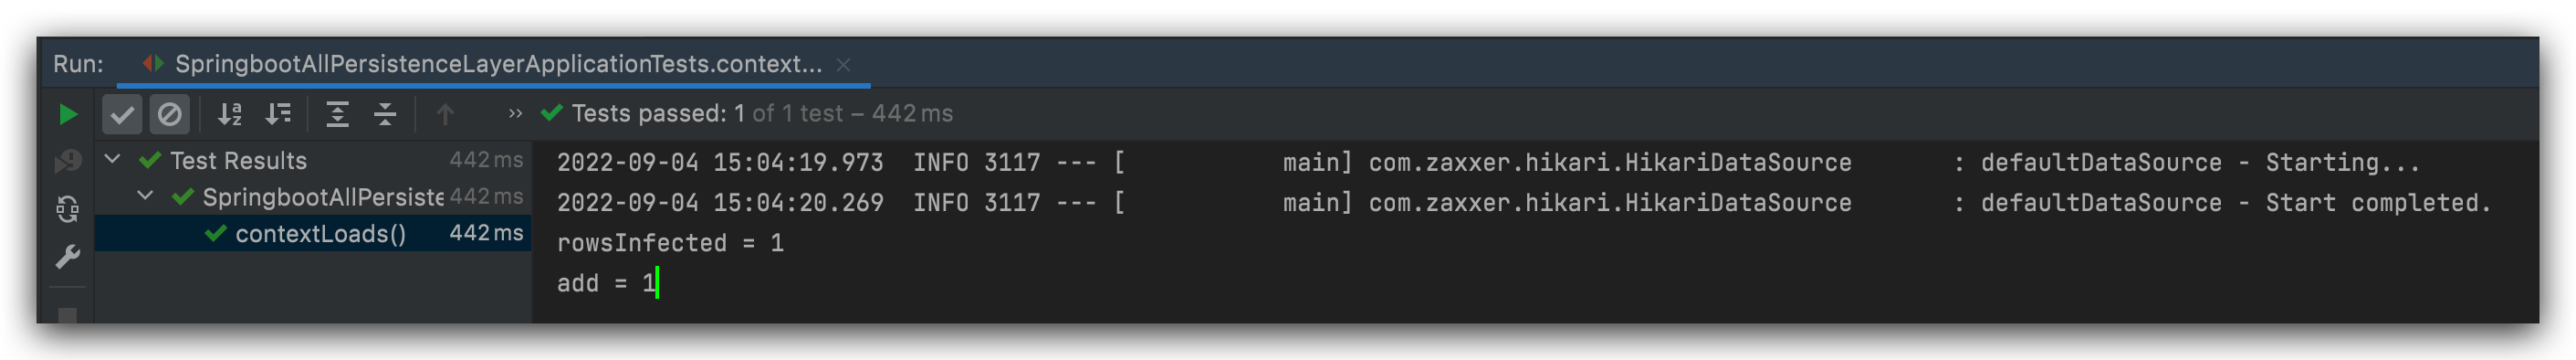 Run: SpringbootAllPersistenceLayerApplicationTests.context...
Tests passed: 1 of 1 test – 442 ms
Test Results 442 ms
SpringbootAllPersiste 442 ms
contextLoads() 442 ms
2022-09-04 15:04:19.973  INFO 3117 --- [           main] com.zaxxer.hikari.HikariDataSource       : defaultDataSource - Starting...
2022-09-04 15:04:20.269  INFO 3117 --- [           main] com.zaxxer.hikari.HikariDataSource       : defaultDataSource - Start completed.
rowsInfected = 1
add = 1